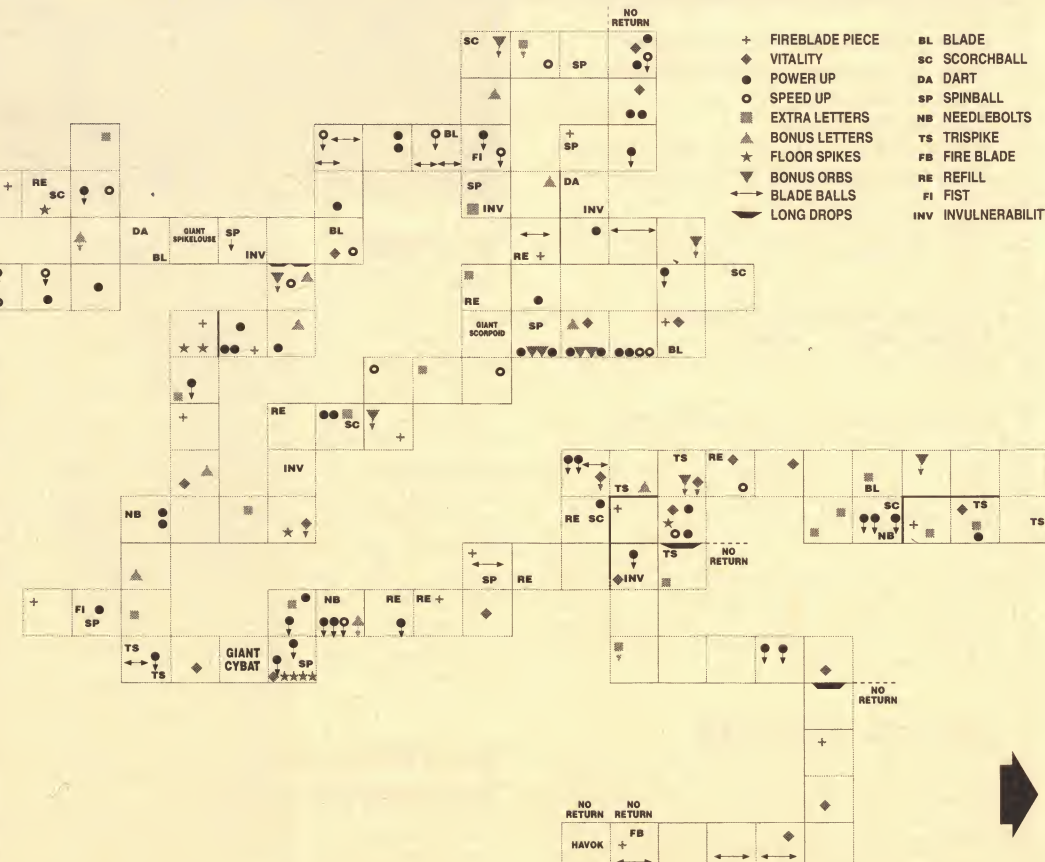 NO
RETURN
FIREBLADE PIECE
VITALITY
POWER UP
SPEED UP
EXTRA LETTERS
BONUS LETTERS
FLOOR SPIKES
BONUS ORBS
BLADE BALLS
LONG DROPS
BL BLADE
SC SCORCHBALL
DA DART
SP SPINBALL
NB NEEDLEBOLTS
TS TRISPIKE
FB FIRE BLADE
RE REFILL
FI FIST
INV INVULNERABILIT
SC
SP
BL
FI
SP
RE
SC
SP
INV
DA
INV
DA
BL
GIANT
SPIKELOUSE
SP
INV
BL
RE
RE
SC
GIANT
SCORPOID
SP
BL
RE
SC
INV
TS
TS
RE
BL
NB
RE SC
SC
NB
TS
TS
SP
RE
INV
TS
NO
RETURN
FI
SP
NB
RE
RE
TS
TS
GIANT
CYBAT
SP
NO
RETURN
NO
RETURN
NO
RETURN
HAVOK
FB